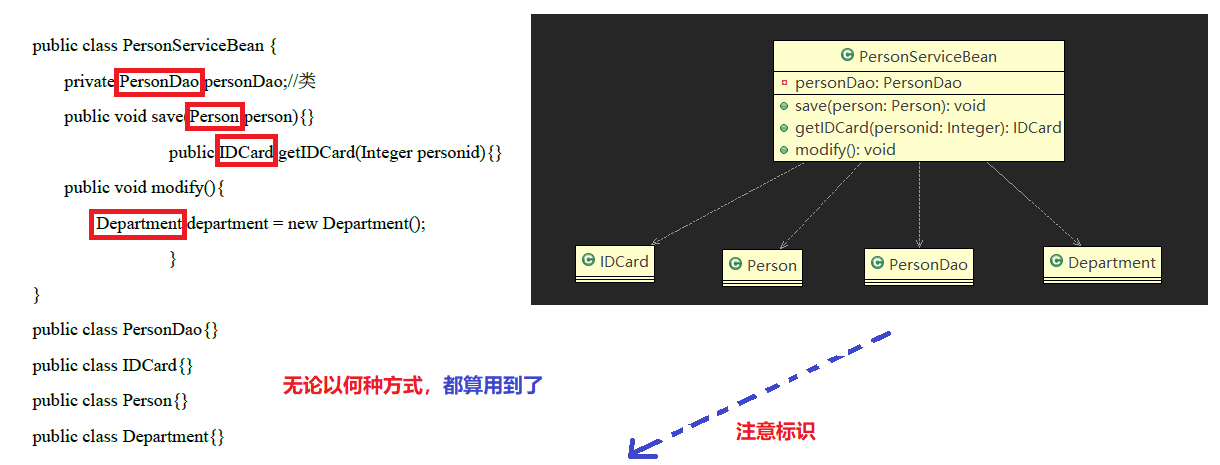 public class PersonServiceBean {
private PersonDao personDao;//类
public void save(Person person){}
public IDCard getIDCard(Integer personid){}
public void modify(){
Department department = new Department();
}
}
public class PersonDao{}
public class IDCard{}
public class Person{}
public class Department{}
无论以何种方式，都算用到了
C PersonServiceBean
personDao: PersonDao
save(person: Person): void
getIDCard(personid: Integer): IDCard
modify(): void
C IDCard
C Person
C PersonDao
C Department
注意标识